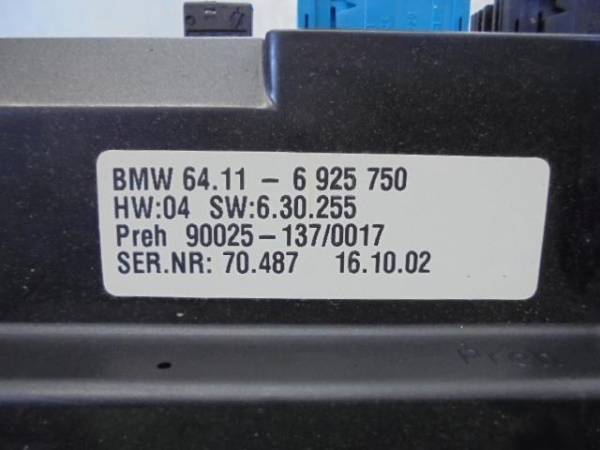 BMW 64.11 - 6 925 750
HW:04 SW:6.30.255
Preh 90025-137/0017
SER.NR: 70.487 16.10.02
Preh